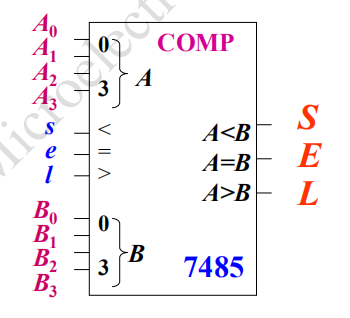 A₀
A₁
A₂
A₃
s
e
l
B₀
B₁
B₂
B₃
COMP
0
3
A
<
=
>
0
3
B
A<B
A=B
A>B
7485
S
E
L